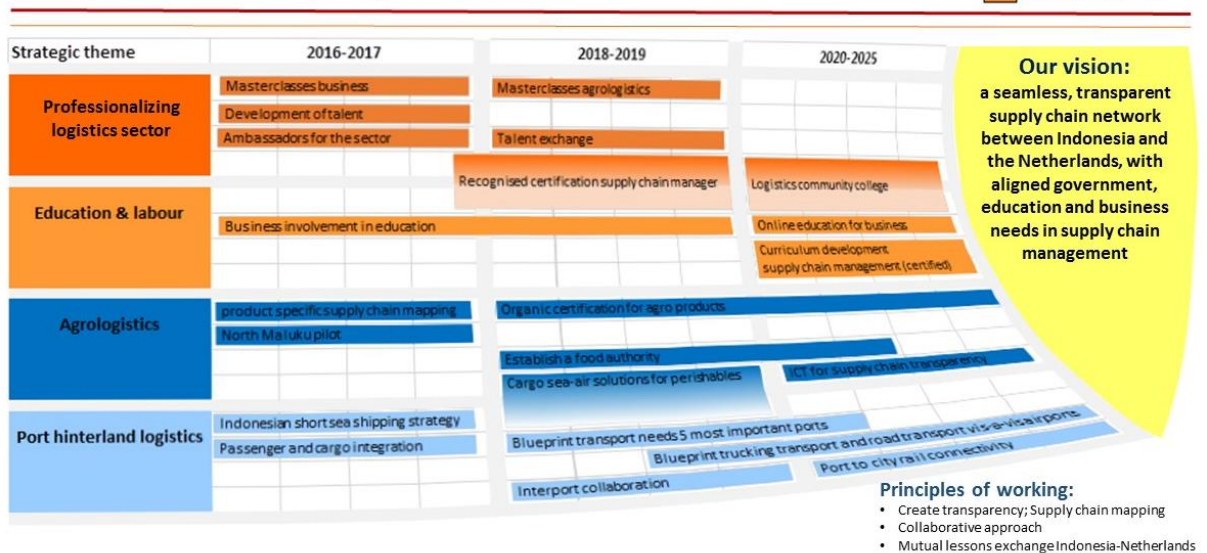 Strategic theme
2016-2017
2018-2019
2020-2025
Professionalizing
logistics sector
Masterclasses business
Masterclasses agrologistics
Development of talent
Ambassadors for the sector
Talent exchange
Recognised certification supply chain manager
Logistics community college
Education & labour
Business involvement in education
Online education for business
Curriculum development
supply chain management (certified)
Agrologistics
product specific supply chain mapping
Organic certification for agro products
North Maluku pilot
Establish a food authority
ICT for supply chain transparency
Cargo sea-air solutions for perishables
Port hinterland logistics
Indonesian short sea shipping strategy
Passenger and cargo integration
Blueprint transport needs 5 most important ports
Blueprint trucking transport and road transport vis-a-vis airports
Port to city rail connectivity
Interport collaboration
Our vision:
a seamless, transparent
supply chain network
between Indonesia and
the Netherlands, with
aligned government,
education and business
needs in supply chain
management
Principles of working:
• Create transparency; Supply chain mapping
• Collaborative approach
• Mutual lessons exchange Indonesia-Netherlands